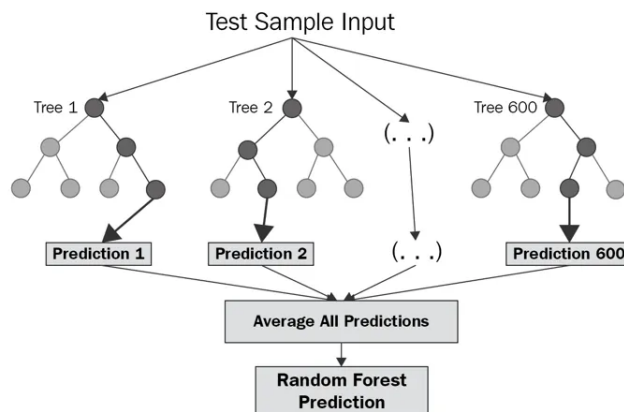 Test Sample Input
Tree 1
Tree 2
(. . .)
Tree 600
Prediction 1
Prediction 2
(. . .)
Prediction 600
Average All Predictions
Random Forest
Prediction